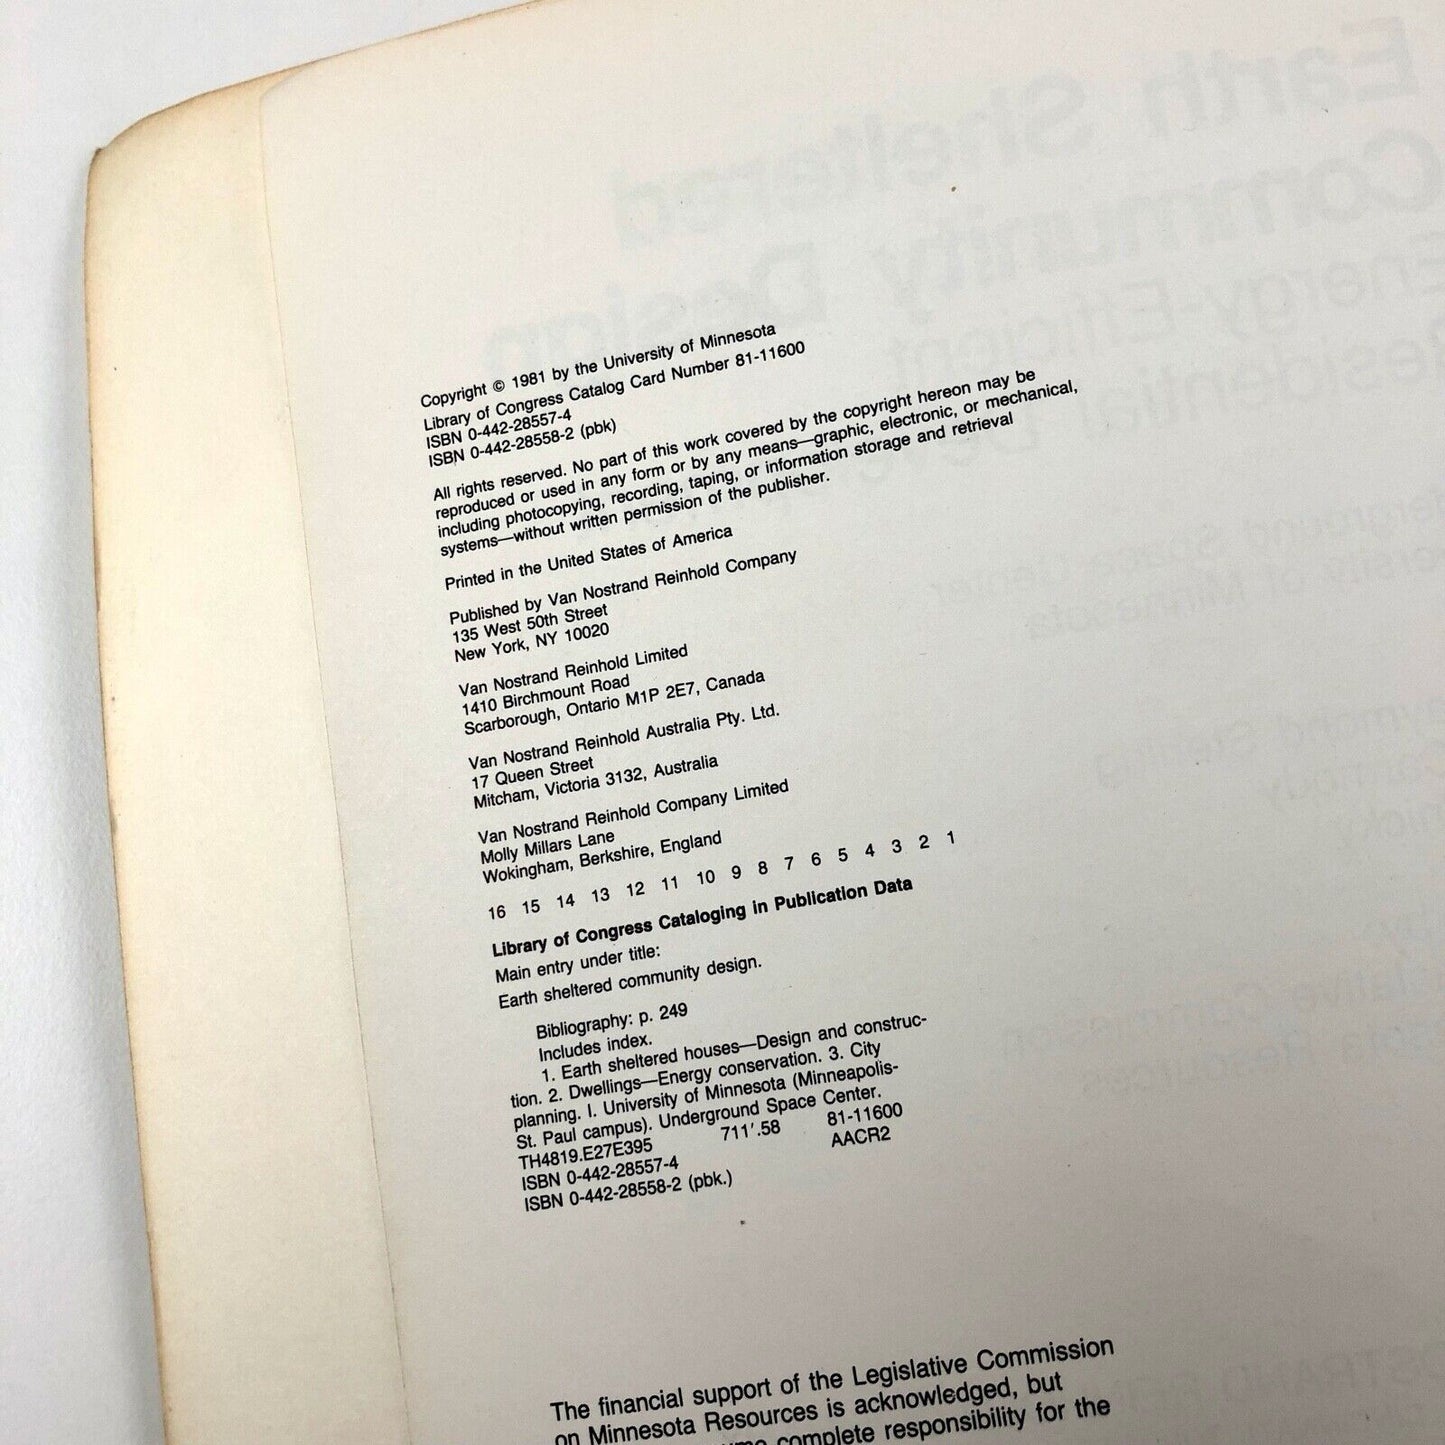 Copyright © 1981 by the University of Minnesota
Library of Congress Catalog Card Number 81-11600
ISBN 0-442-28557-4
ISBN 0-442-28558-2 (pbk)
All rights reserved. No part of this work covered by the copyright hereon may be
reproduced or used in any form or by any means—graphic, electronic, or mechanical,
including photocopying, recording, taping, or information storage and retrieval
systems—without written permission of the publisher.
Printed in the United States of America
Published by Van Nostrand Reinhold Company
135 West 50th Street
New York, NY 10020
Van Nostrand Reinhold Limited
1410 Birchmount Road
Scarborough, Ontario M1P 2E7, Canada
Van Nostrand Reinhold Australia Pty. Ltd.
17 Queen Street
Mitcham, Victoria 3132, Australia
Van Nostrand Reinhold Company Limited
Molly Millars Lane
Wokingham, Berkshire, England
16 15 14 13 12 11 10 9 8 7 6 5 4 3 2 1
Library of Congress Cataloging in Publication Data
Main entry under title:
Earth sheltered community design.
Bibliography: p. 249
Includes index.
1. Earth sheltered houses—Design and construc-
tion. 2. Dwellings—Energy conservation. 3. City
planning. I. University of Minnesota (Minneapolis-
St. Paul campus). Underground Space Center.
TH4819.E27E395 711'.58 81-11600
ISBN 0-442-28557-4 AACR2
ISBN 0-442-28558-2 (pbk.)
The financial support of the Legislative Commission
on Minnesota Resources is acknowledged, but
complete responsibility for the